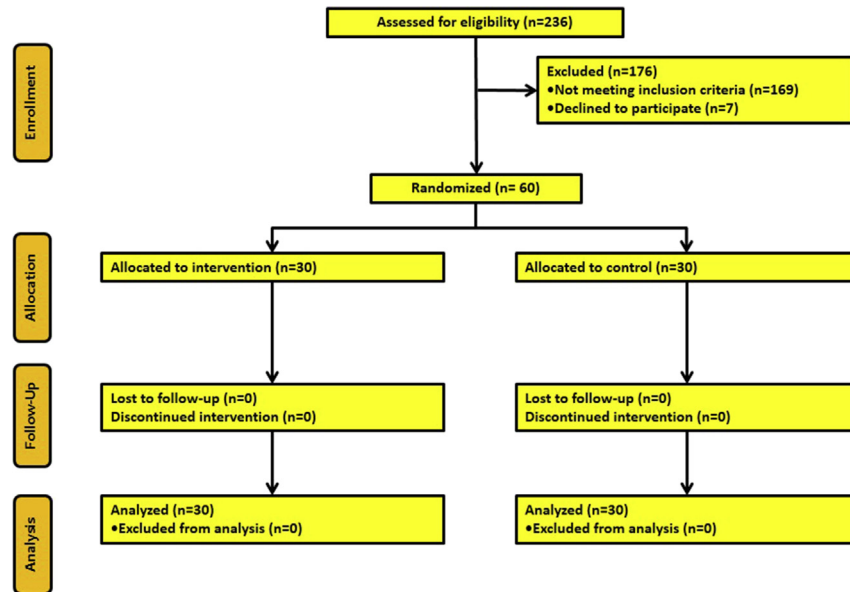 Assessed for eligibility (n=236)
Enrollment
Excluded (n=176)
•Not meeting inclusion criteria (n=169)
•Declined to participate (n=7)
Randomized (n= 60)
Allocation
Allocated to intervention (n=30)
Allocated to control (n=30)
Follow-Up
Lost to follow-up (n=0)
Discontinued intervention (n=0)
Lost to follow-up (n=0)
Discontinued intervention (n=0)
Analysis
Analyzed (n=30)
•Excluded from analysis (n=0)
Analyzed (n=30)
•Excluded from analysis (n=0)